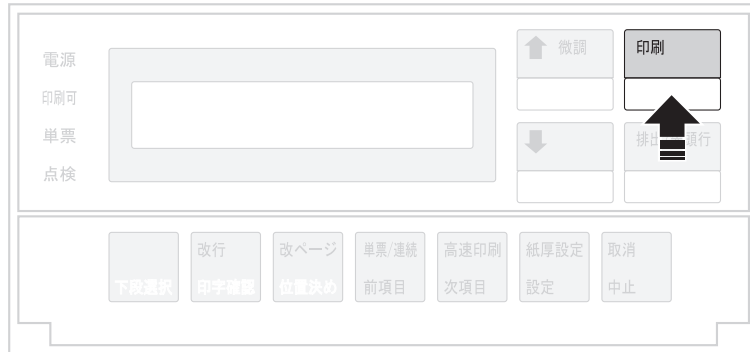 電源
印刷可
単票
点検
微調
印刷
排出 頭行
下段選択
改行
印字確認
改ページ
位置決め
単票/連続
前項目
高速印刷
次項目
紙厚設定
設定
取消
中止